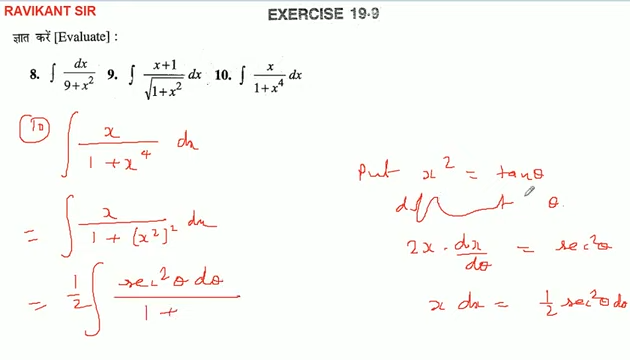 RAVIKANT SIR
EXERCISE 19·9
ज्ञात करें [Evaluate] :
8. ∫ dx/(9+x²) 9. ∫ (x+1)/√(1+x²) dx 10. ∫ x/(1+x⁴) dx
10 ∫ x/(1+x⁴) dx
= ∫ x/(1+(x²)²) dx
= 1/2 ∫ sec²θ dθ/(1+
Put x² = tanθ
θ.
2x · dx/dθ = sec²θ
x dx = 1/2 sec²θ dθ